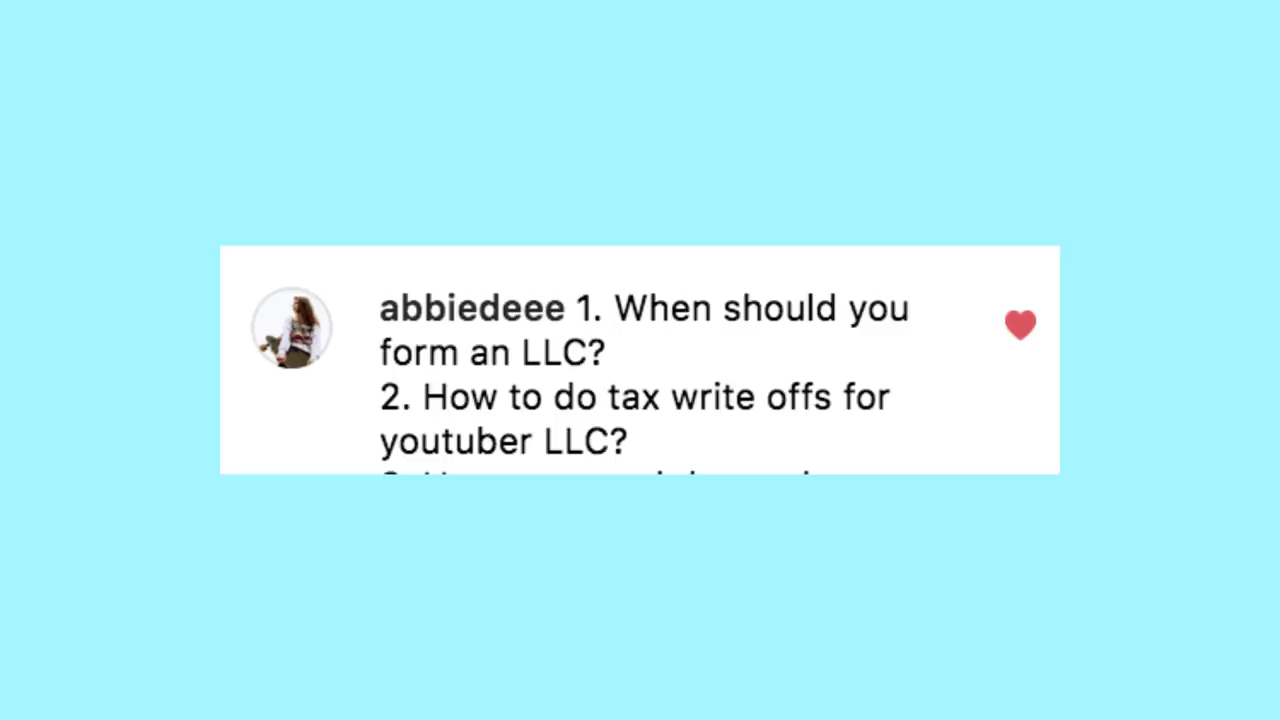 abbiedeee 1. When should you
form an LLC?
2. How to do tax write offs for
youtuber LLC?